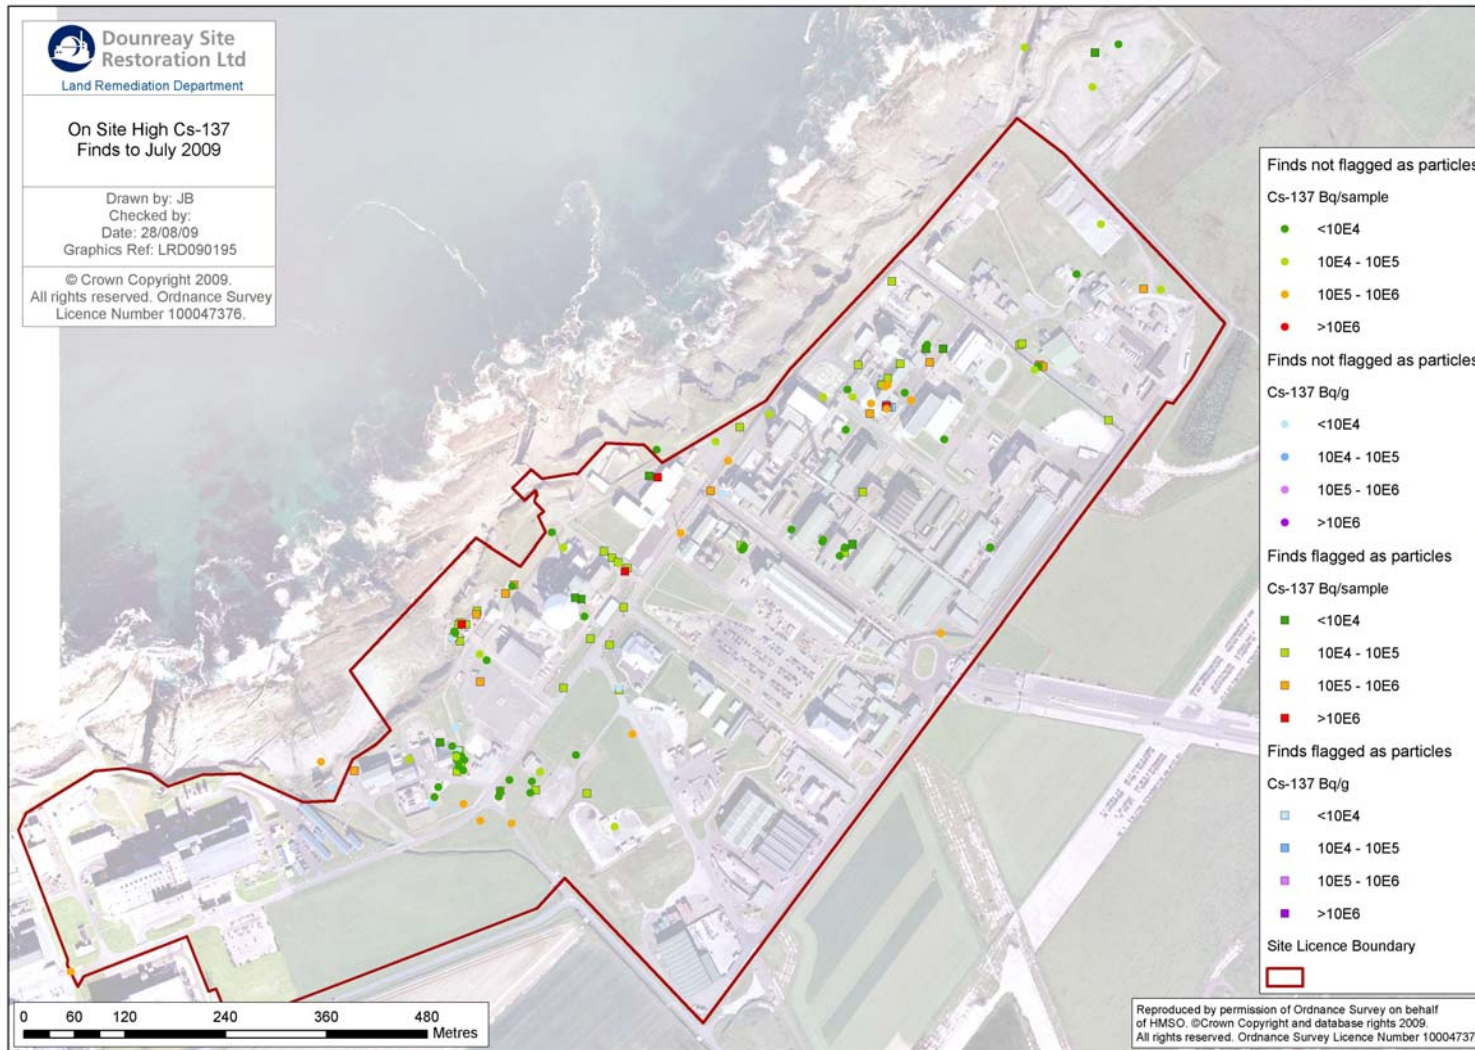 Dounreay Site
Restoration Ltd
Land Remediation Department
On Site High Cs-137
Finds to July 2009
Drawn by: JB
Checked by:
Date: 28/08/09
Graphics Ref: LRD090195
© Crown Copyright 2009.
All rights reserved. Ordnance Survey
Licence Number 100047376.
Finds not flagged as particles
Cs-137 Bq/sample
<10E4
10E4 - 10E5
10E5 - 10E6
>10E6
Finds not flagged as particles
Cs-137 Bq/g
<10E4
10E4 - 10E5
10E5 - 10E6
>10E6
Finds flagged as particles
Cs-137 Bq/sample
<10E4
10E4 - 10E5
10E5 - 10E6
>10E6
Finds flagged as particles
Cs-137 Bq/g
<10E4
10E4 - 10E5
10E5 - 10E6
>10E6
Site Licence Boundary
0 60 120 240 360 480
Metres
Reproduced by permission of Ordnance Survey on behalf
of HMSO. ©Crown Copyright and database rights 2009.
All rights reserved. Ordnance Survey Licence Number 10004737